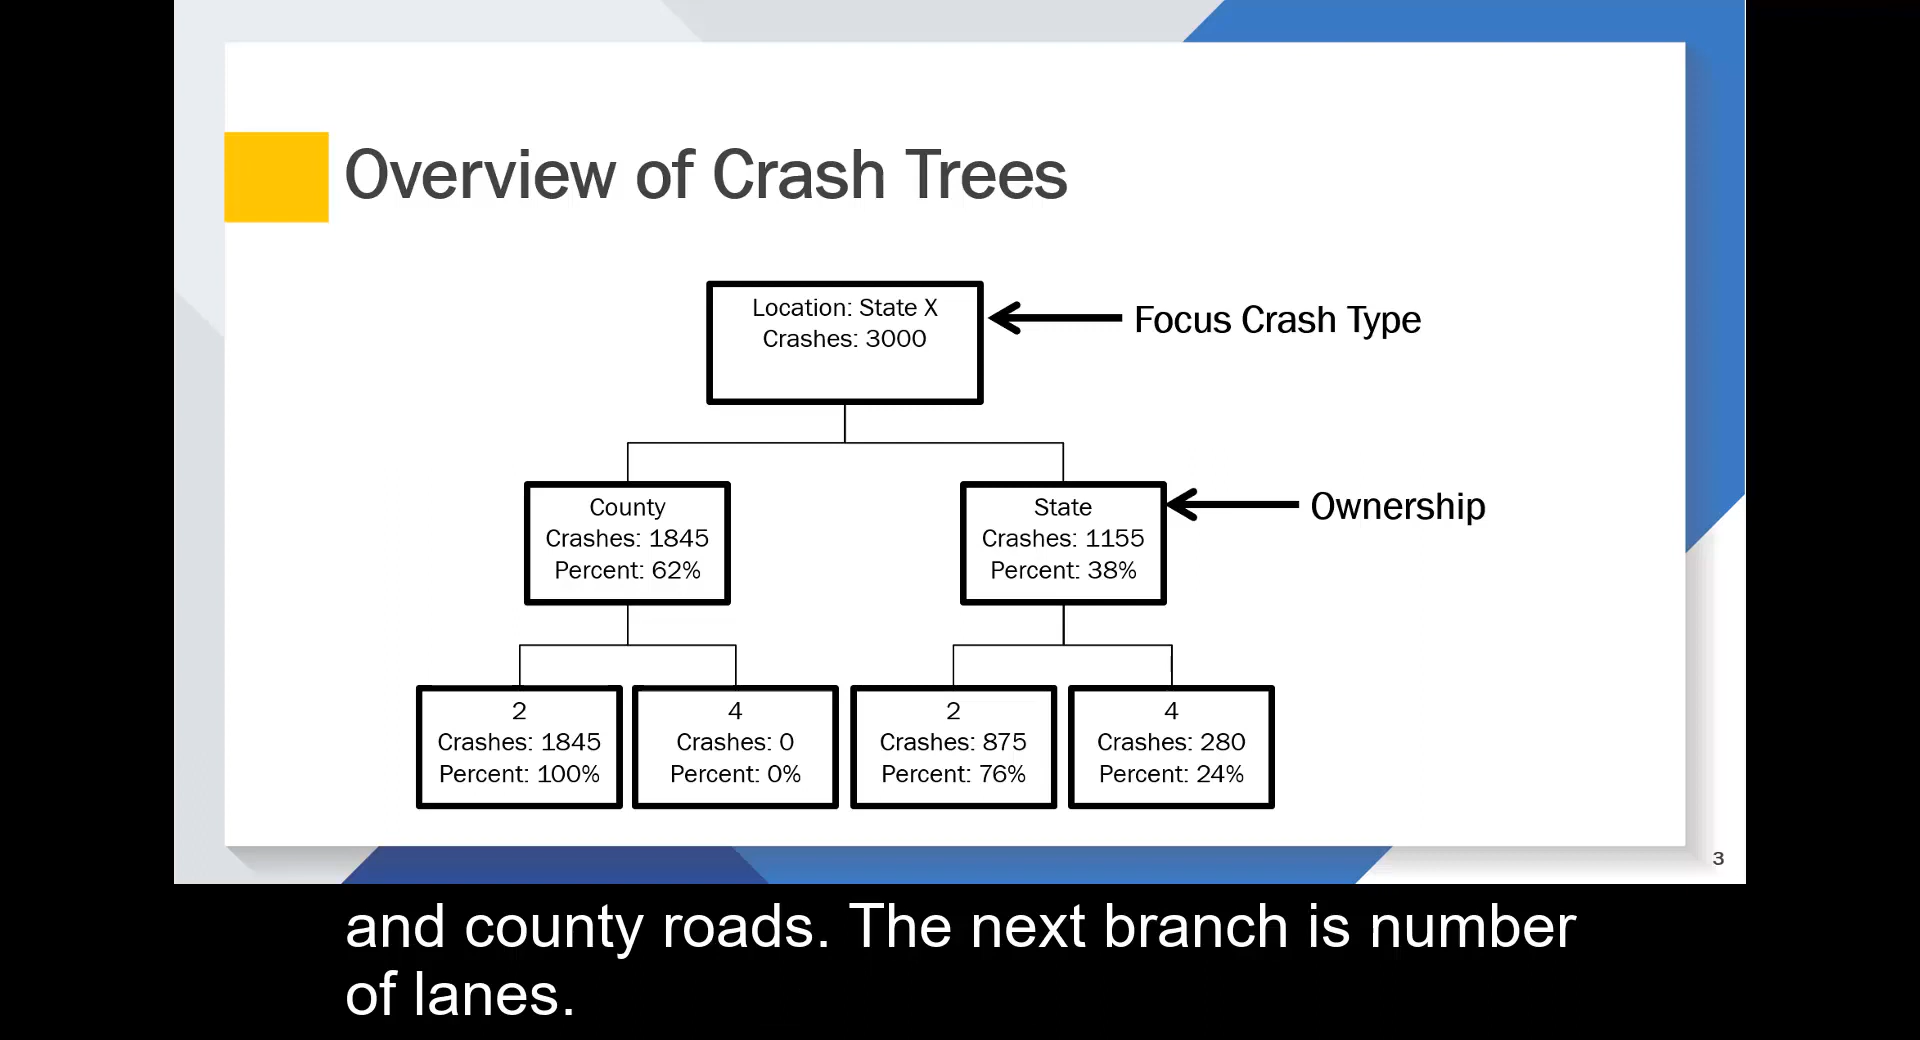 Overview of Crash Trees
Location: State X
Crashes: 3000
Focus Crash Type
County
Crashes: 1845
Percent: 62%
State
Crashes: 1155
Percent: 38%
Ownership
2
Crashes: 1845
Percent: 100%
4
Crashes: 0
Percent: 0%
2
Crashes: 875
Percent: 76%
4
Crashes: 280
Percent: 24%
3
and county roads. The next branch is number
of lanes.